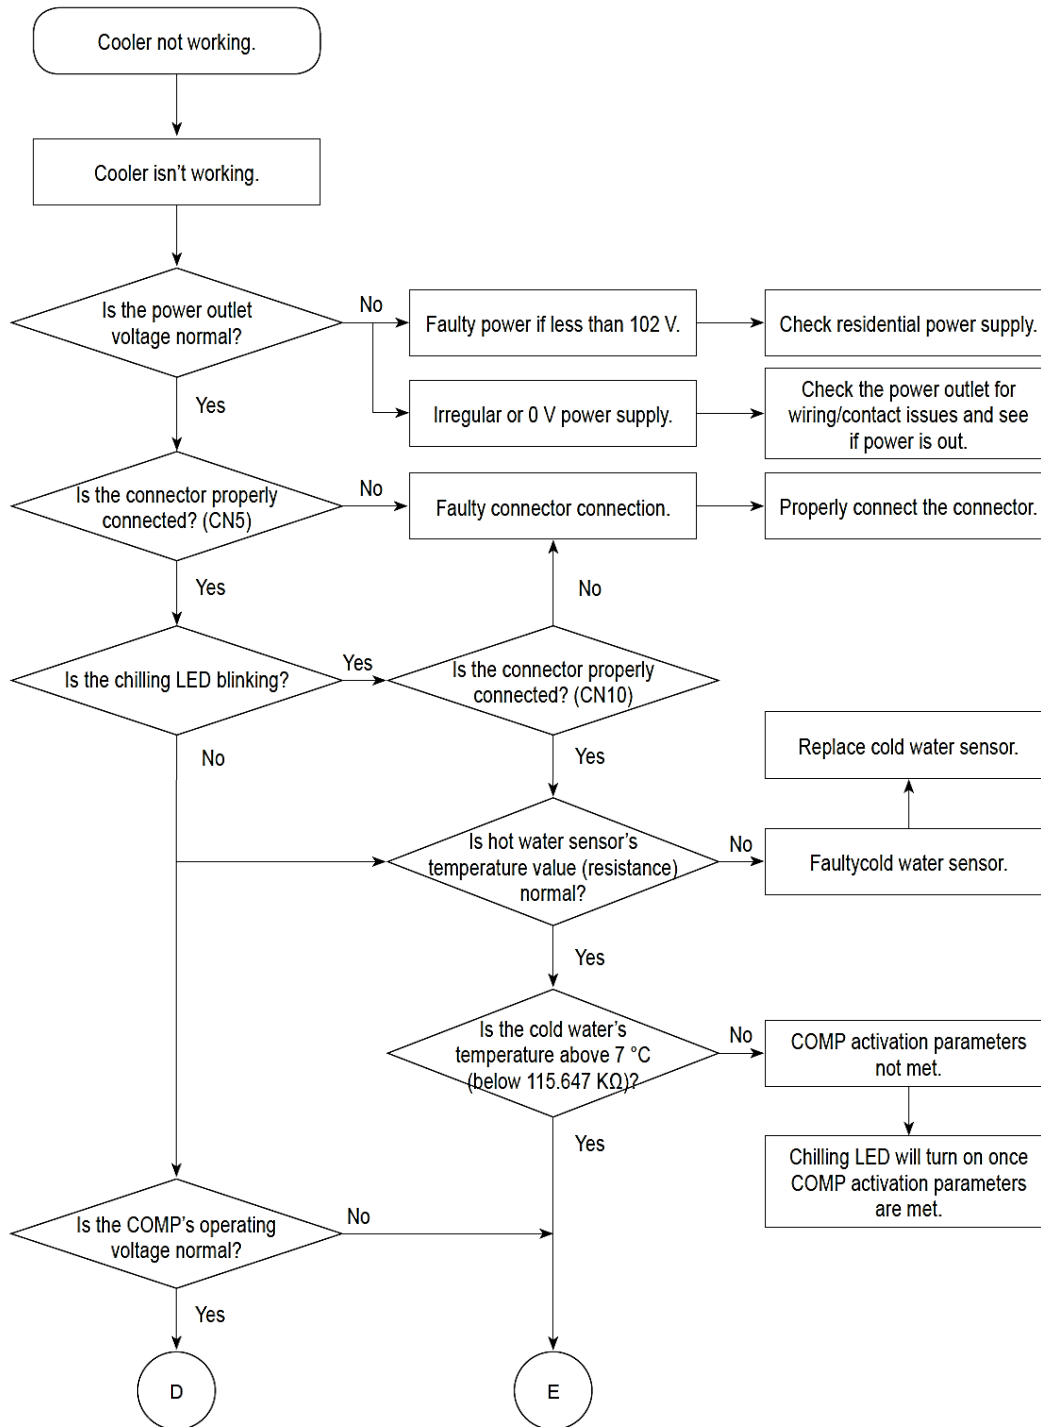 Cooler not working.
Cooler isn't working.
Is the power outlet
voltage normal?
No
Faulty power if less than 102 V.
Check residential power supply.
Yes
Irregular or 0 V power supply.
Check the power outlet for
wiring/contact issues and see
if power is out.
Is the connector properly
connected? (CN5)
No
Faulty connector connection.
Properly connect the connector.
Yes
No
Is the chilling LED blinking?
Yes
Is the connector properly
connected? (CN10)
No
Yes
Replace cold water sensor.
Is hot water sensor's
temperature value (resistance)
normal?
No
Faultycold water sensor.
Yes
Is the cold water's
temperature above 7 °C
(below 115.647 KΩ)?
No
COMP activation parameters
not met.
Yes
Chilling LED will turn on once
COMP activation parameters
are met.
Is the COMP's operating
voltage normal?
No
Yes
D
E